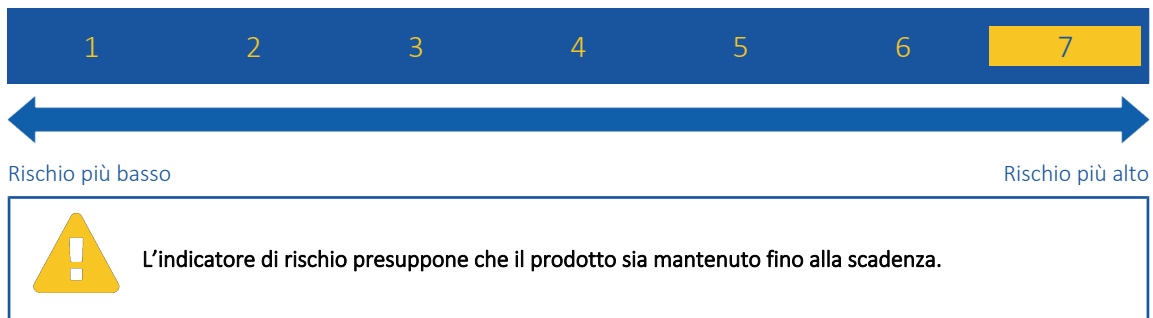 1 2 3 4 5 6 7
Rischio più basso Rischio più alto
L'indicatore di rischio presuppone che il prodotto sia mantenuto fino alla scadenza.